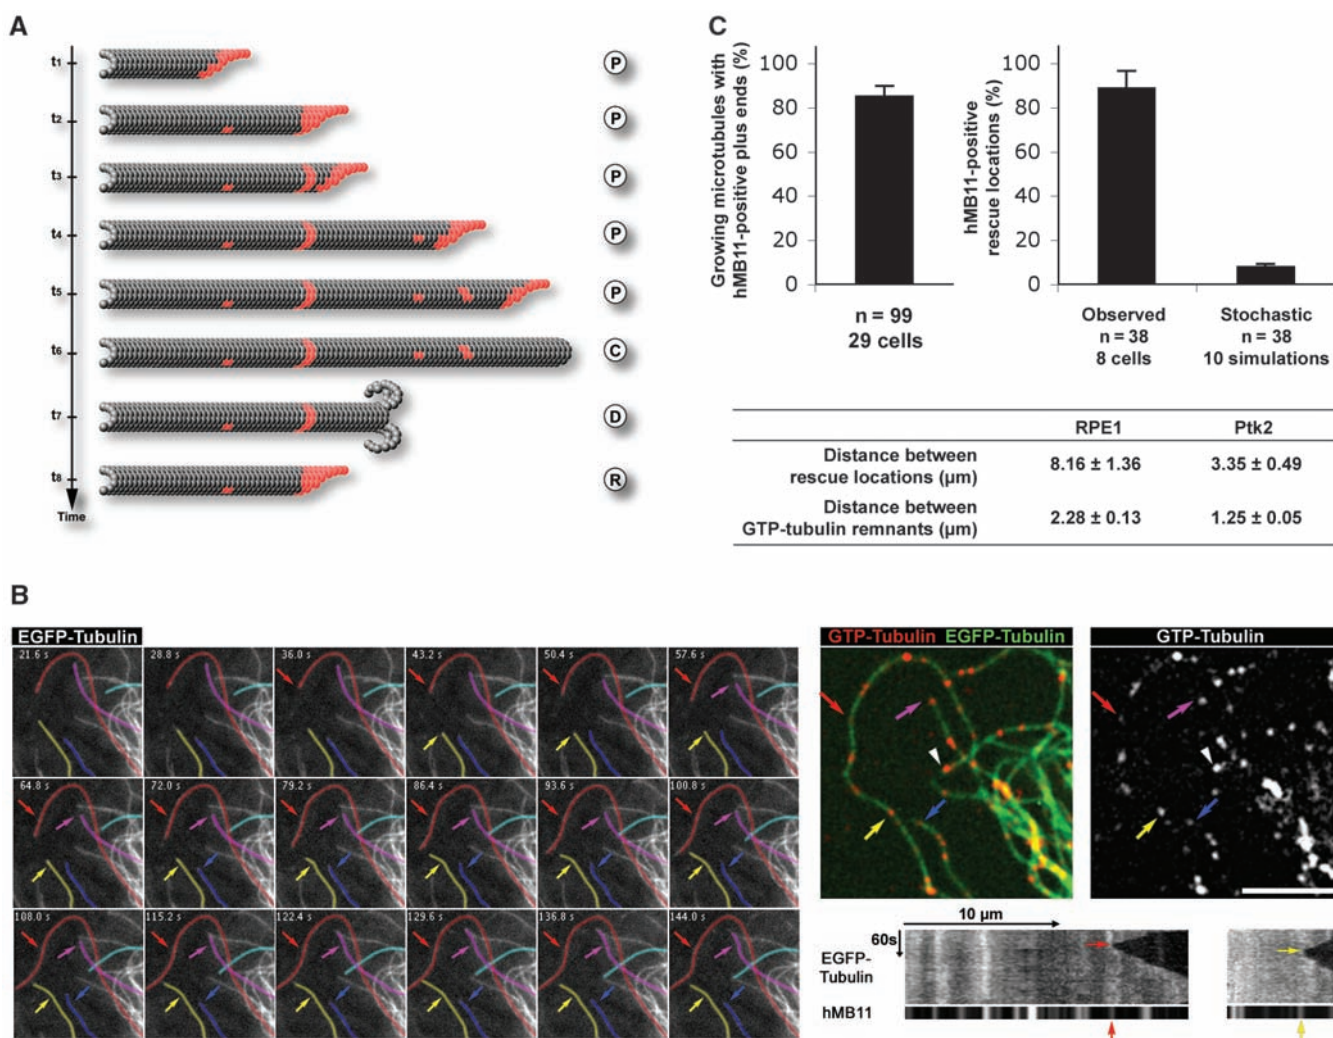 A
t1
P
t2
P
t3
P
t4
P
t5
P
t6
C
t7
D
t8
R
Time
C
Growing microtubules with
hMB11-positive plus ends (%)
100
80
60
40
20
0
n = 99
29 cells
hMB11-positive
rescue locations (%)
100
80
60
40
20
0
Observed
n = 38
8 cells
Stochastic
n = 38
10 simulations
RPE1 Ptk2
Distance between
rescue locations (µm)
8.16 ± 1.36 3.35 ± 0.49
Distance between
GTP-tubulin remnants (µm)
2.28 ± 0.13 1.25 ± 0.05
B
EGFP-Tubulin
21.6 s 28.8 s 36.0 s 43.2 s 50.4 s 57.6 s
64.8 s 72.0 s 79.2 s 86.4 s 93.6 s 100.8 s
108.0 s 115.2 s 122.4 s 129.6 s 136.8 s 144.0 s
GTP-Tubulin EGFP-Tubulin
GTP-Tubulin
10 µm
60s
EGFP-
Tubulin
hMB11